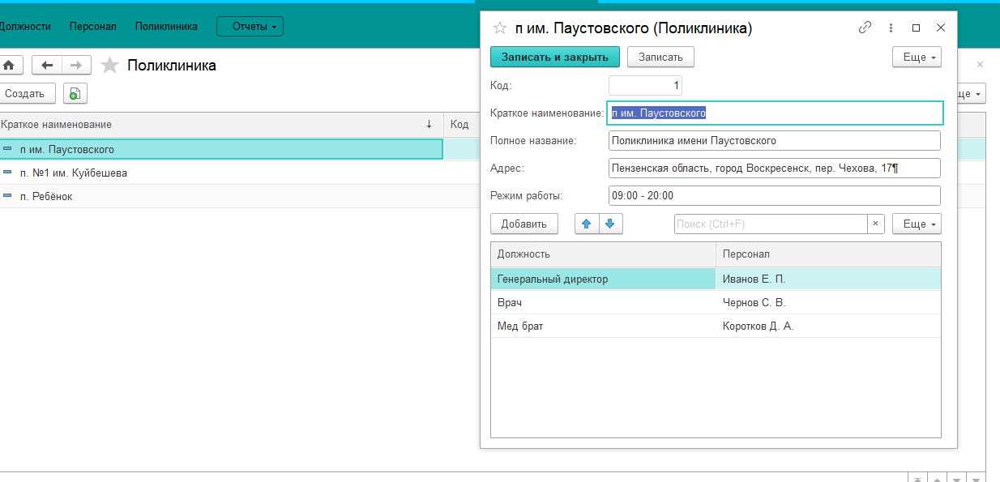 Должности Персонал Поликлиника Отчеты
Поликлиника
Создать
ще
Краткое наименование Код
п им. Паустовского
п. №1 им. Куйбешева
п. Ребёнок
п им. Паустовского (Поликлиника)
Записать и закрыть Записать Еще
Код: 1
Краткое наименование: п им. Паустовского
Полное название: Поликлиника имени Паустовского
Адрес: Пензенская область, город Воскресенск, пер. Чехова, 17¶
Режим работы: 09:00 - 20:00
Добавить Поиск (Ctrl+F) × Еще
Должность Персонал
Генеральный директор Иванов Е. П.
Врач Чернов С. В.
Мед брат Коротков Д. А.